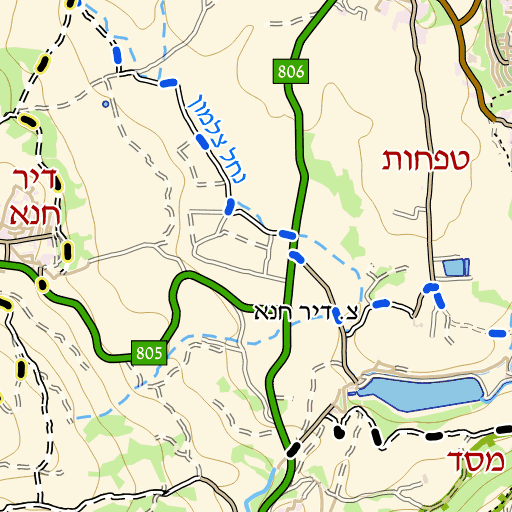 806
נחל צלמון
טפחות
דיר
חנא
צ. דיר חנא
805
מסד